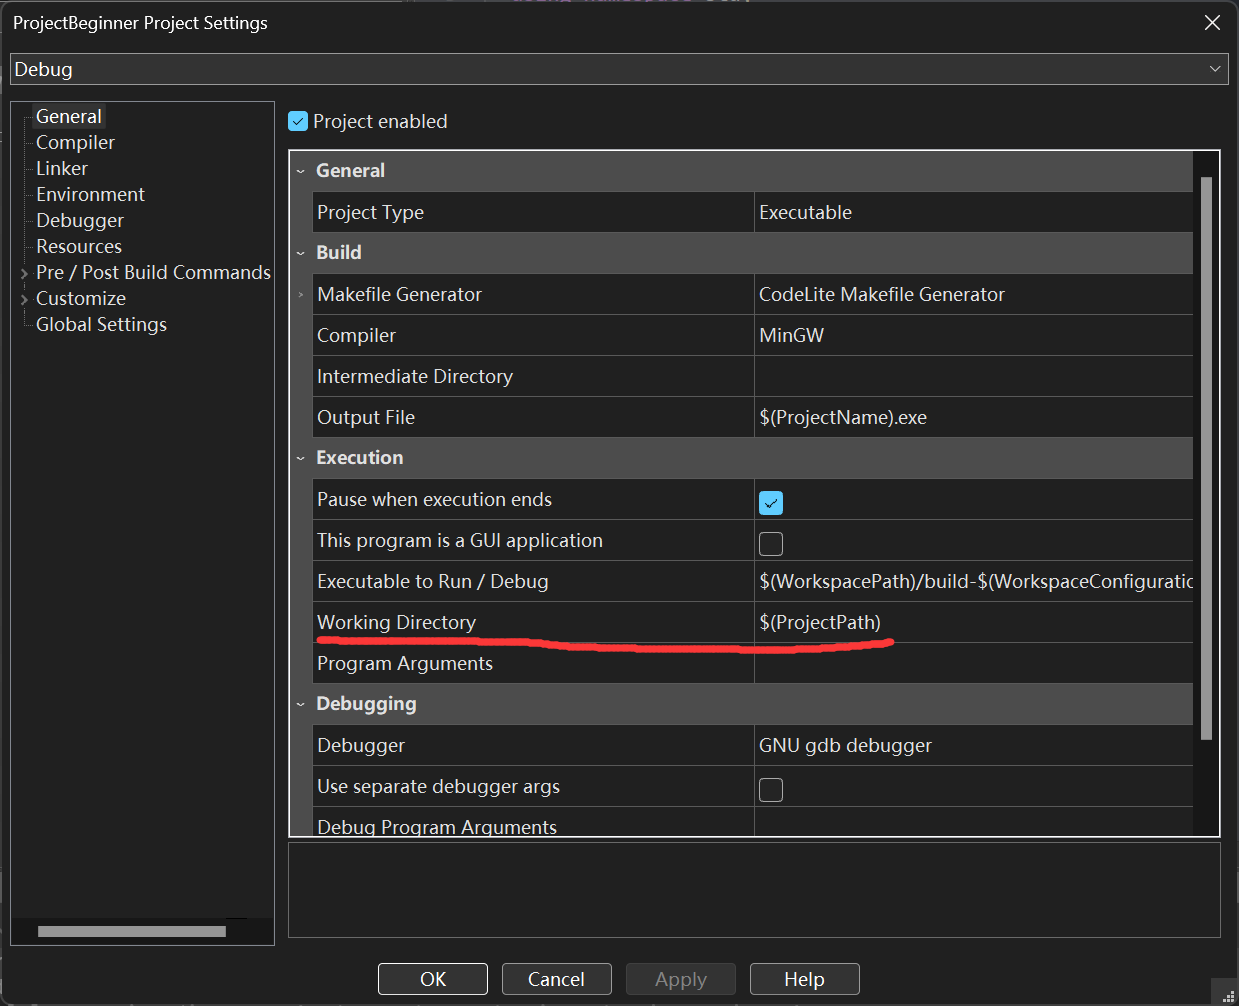 ProjectBeginner Project Settings
Debug
General
Compiler
Linker
Environment
Debugger
Resources
Pre / Post Build Commands
Customize
Global Settings
Project enabled
General
Project Type Executable
Build
Makefile Generator CodeLite Makefile Generator
Compiler MinGW
Intermediate Directory
Output File $(ProjectName).exe
Execution
Pause when execution ends
This program is a GUI application
Executable to Run / Debug $(WorkspacePath)/build-$(WorkspaceConfiguratio
Working Directory $(ProjectPath)
Program Arguments
Debugging
Debugger GNU gdb debugger
Use separate debugger args
Debug Program Arguments
OK Cancel Apply Help